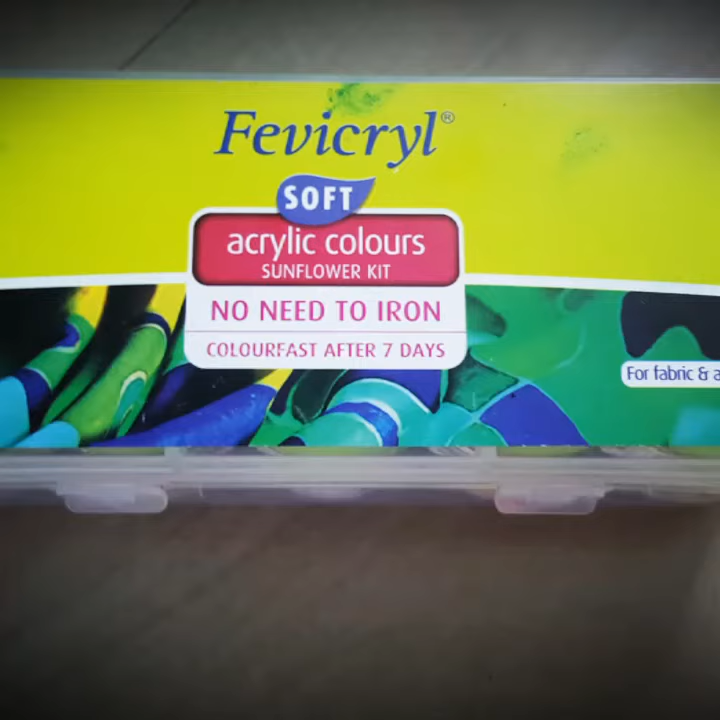 Fevicryl®
SOFT
acrylic colours
SUNFLOWER KIT
NO NEED TO IRON
COLOURFAST AFTER 7 DAYS
For fabric &